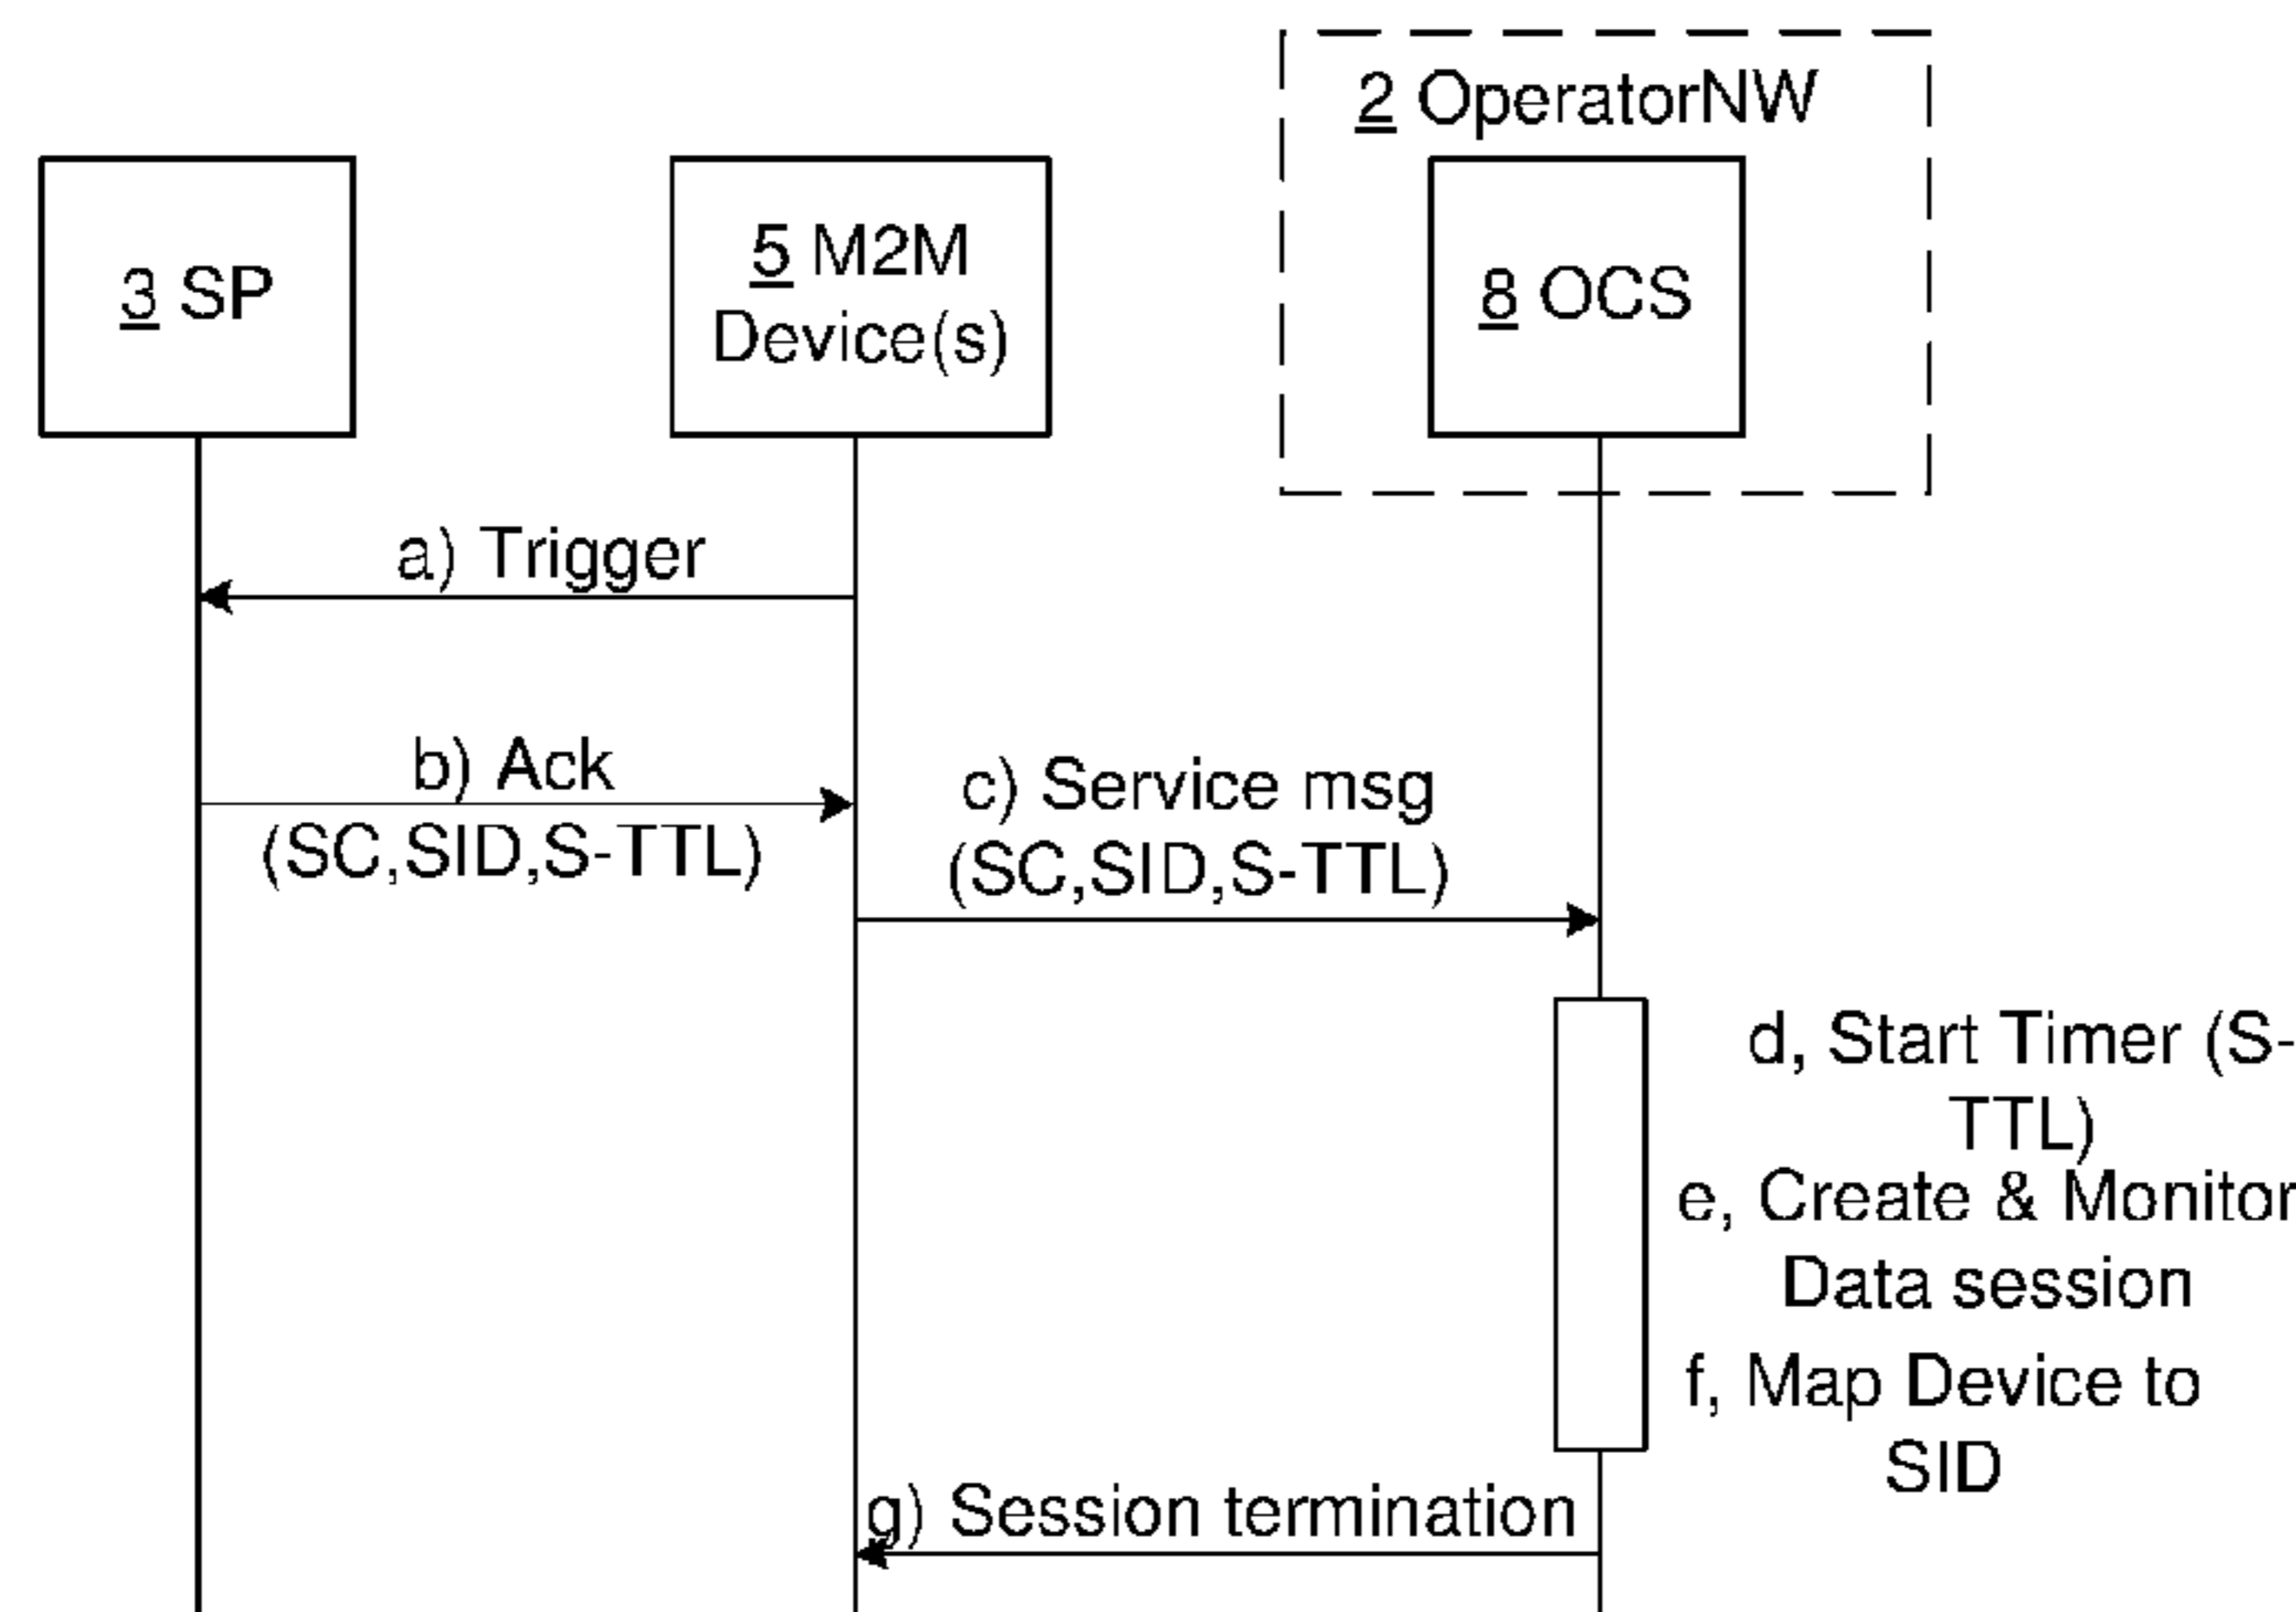 2 OperatorNW
3 SP
5 M2M
Device(s)
8 OCS
a) Trigger
b) Ack
(SC,SID,S-TTL)
c) Service msg
(SC,SID,S-TTL)
d, Start Timer (S-
TTL)
e, Create & Monitor
Data session
f, Map Device to
SID
g) Session termination